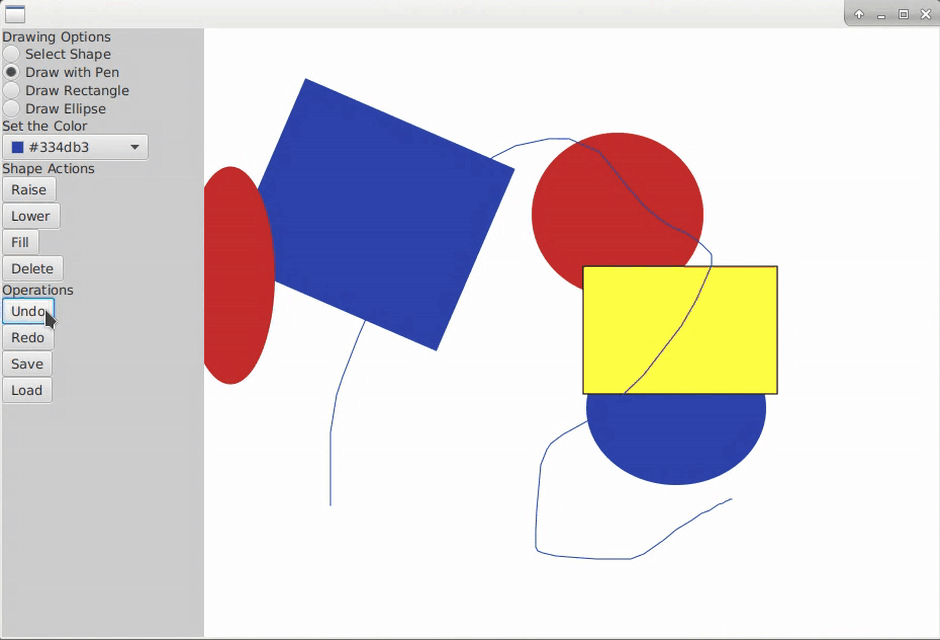 Drawing Options
Select Shape
Draw with Pen
Draw Rectangle
Draw Ellipse
Set the Color
#334db3
Shape Actions
Raise
Lower
Fill
Delete
Operations
Undo
Redo
Save
Load